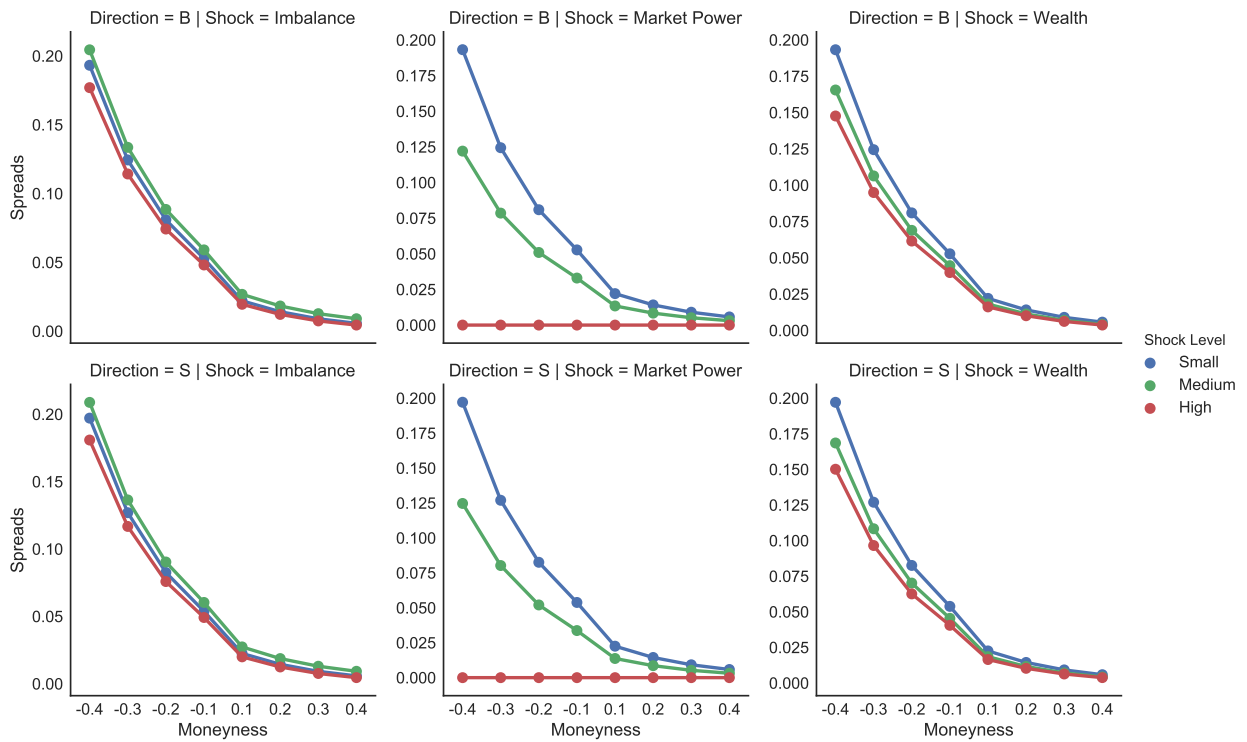 Direction = B | Shock = Imbalance
Direction = B | Shock = Market Power
Direction = B | Shock = Wealth
Spreads
0.20
0.15
0.10
0.05
0.00
0.200
0.175
0.150
0.125
0.100
0.075
0.050
0.025
0.000
0.200
0.175
0.150
0.125
0.100
0.075
0.050
0.025
0.000
Shock Level
Small
Medium
High
Direction = S | Shock = Imbalance
Direction = S | Shock = Market Power
Direction = S | Shock = Wealth
Spreads
0.20
0.15
0.10
0.05
0.00
0.200
0.175
0.150
0.125
0.100
0.075
0.050
0.025
0.000
0.200
0.175
0.150
0.125
0.100
0.075
0.050
0.025
0.000
-0.4 -0.3 -0.2 -0.1 0.1 0.2 0.3 0.4
Moneyness
-0.4 -0.3 -0.2 -0.1 0.1 0.2 0.3 0.4
Moneyness
-0.4 -0.3 -0.2 -0.1 0.1 0.2 0.3 0.4
Moneyness